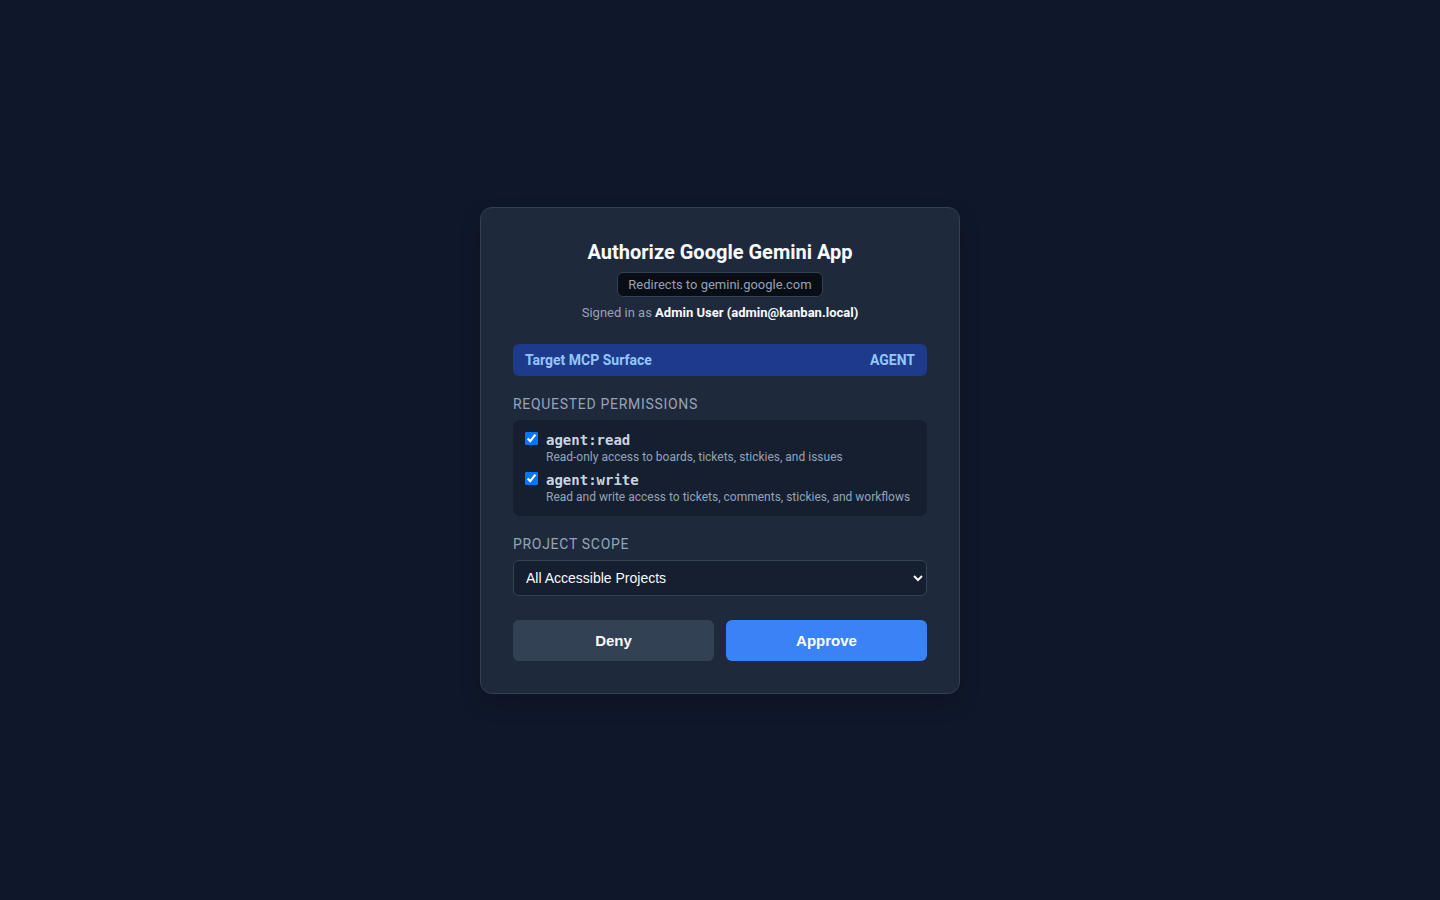 Authorize Google Gemini App
Redirects to gemini.google.com
Signed in as Admin User (admin@kanban.local)
Target MCP Surface AGENT
REQUESTED PERMISSIONS
agent:read
Read-only access to boards, tickets, stickies, and issues
agent:write
Read and write access to tickets, comments, stickies, and workflows
PROJECT SCOPE
All Accessible Projects
Deny Approve